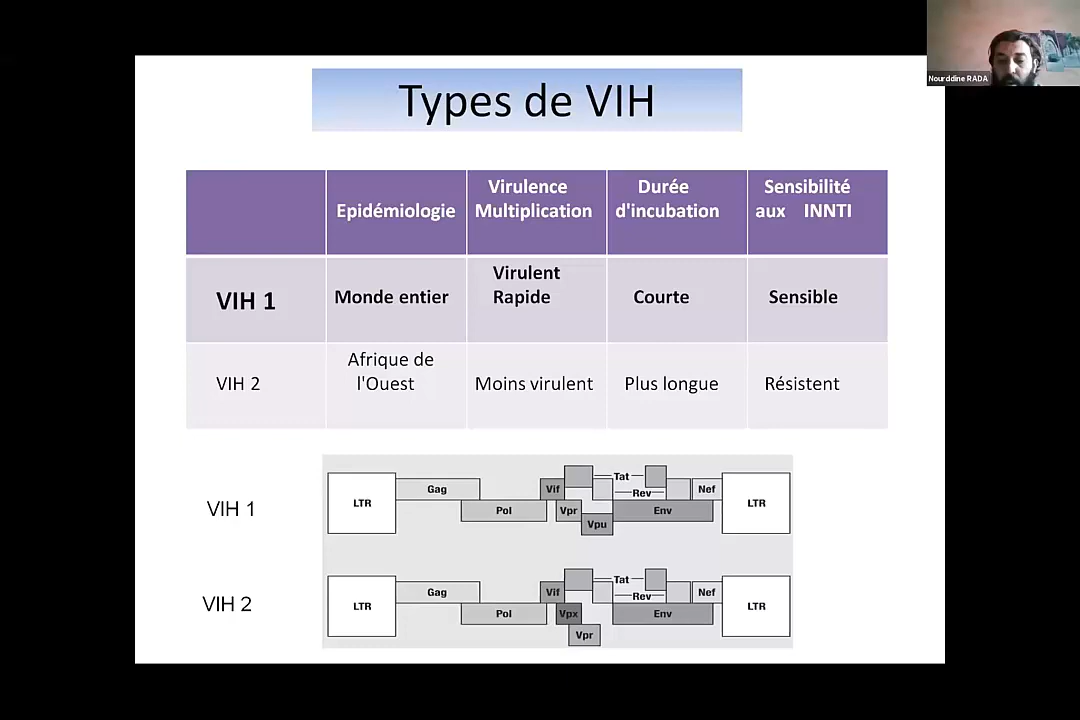 Nourddine RADA
Types de VIH
Epidémiologie
Virulence
Multiplication
Durée
d'incubation
Sensibilité
aux INNTI
VIH 1
Monde entier
Virulent
Rapide
Courte
Sensible
VIH 2
Afrique de
l'Ouest
Moins virulent
Plus longue
Résistent
VIH 1
LTR
Gag
Pol
Vif
Vpr
Vpu
Tat
Rev
Env
Nef
LTR
VIH 2
LTR
Gag
Pol
Vif
Vpx
Vpr
Tat
Rev
Env
Nef
LTR